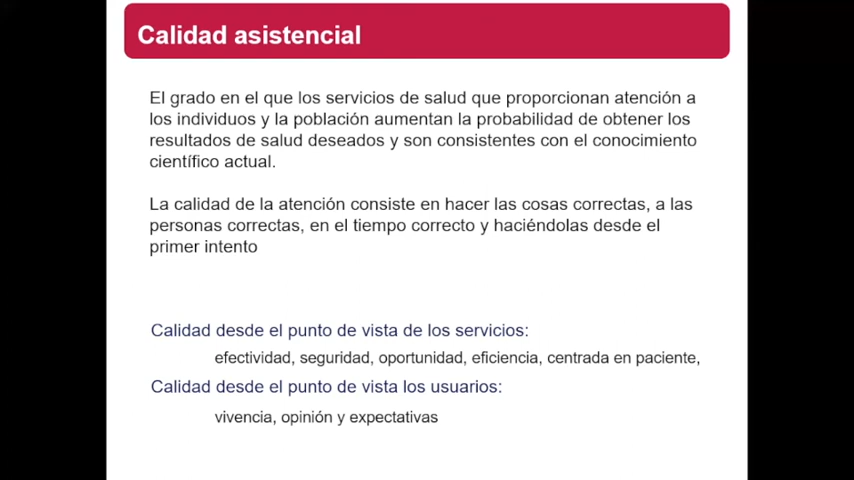 Calidad asistencial
El grado en el que los servicios de salud que proporcionan atención a
los individuos y la población aumentan la probabilidad de obtener los
resultados de salud deseados y son consistentes con el conocimiento
científico actual.
La calidad de la atención consiste en hacer las cosas correctas, a las
personas correctas, en el tiempo correcto y haciéndolas desde el
primer intento
Calidad desde el punto de vista de los servicios:
efectividad, seguridad, oportunidad, eficiencia, centrada en paciente,
Calidad desde el punto de vista los usuarios:
vivencia, opinión y expectativas